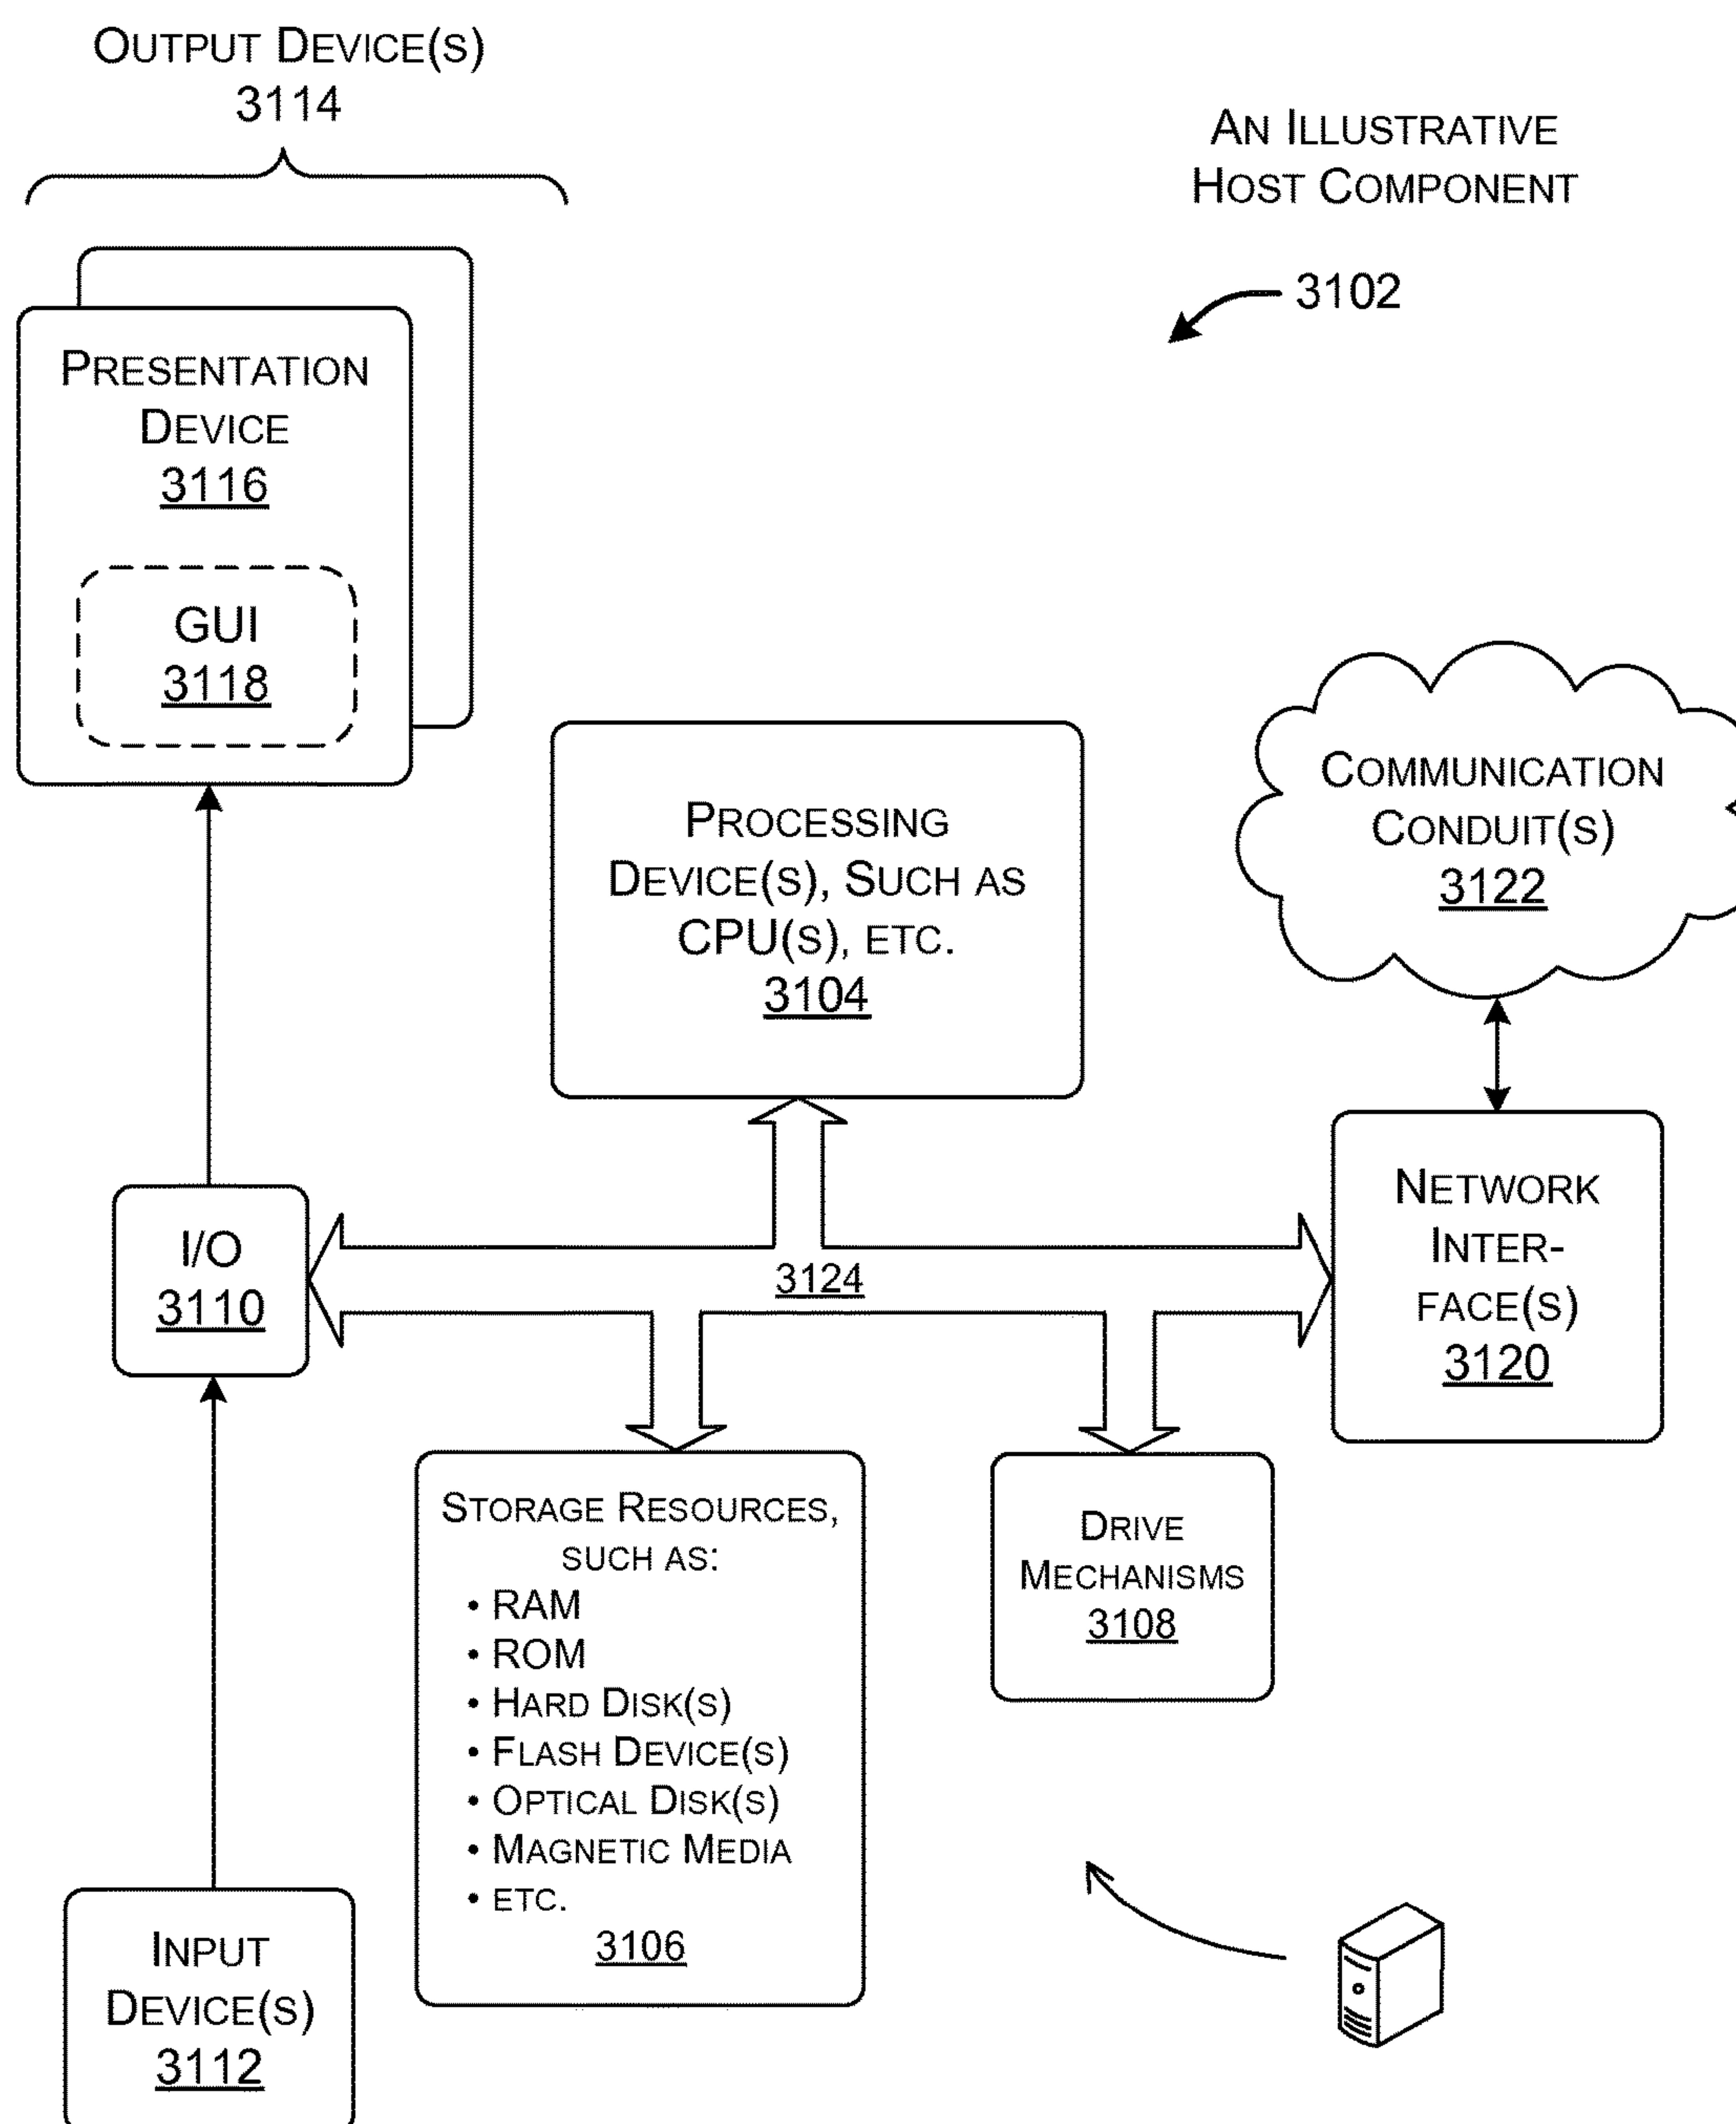 OUTPUT DEVICE(S)
3114
AN ILLUSTRATIVE
HOST COMPONENT
3102
PRESENTATION
DEVICE
3116
GUI
3118
PROCESSING
DEVICE(S), SUCH AS
CPU(S), ETC.
3104
COMMUNICATION
CONDUIT(S)
3122
I/O
3110
3124
NETWORK
INTER-
FACE(S)
3120
STORAGE RESOURCES,
SUCH AS:
• RAM
• ROM
• HARD DISK(S)
• FLASH DEVICE(S)
• OPTICAL DISK(S)
• MAGNETIC MEDIA
• ETC.
3106
DRIVE
MECHANISMS
3108
INPUT
DEVICE(S)
3112